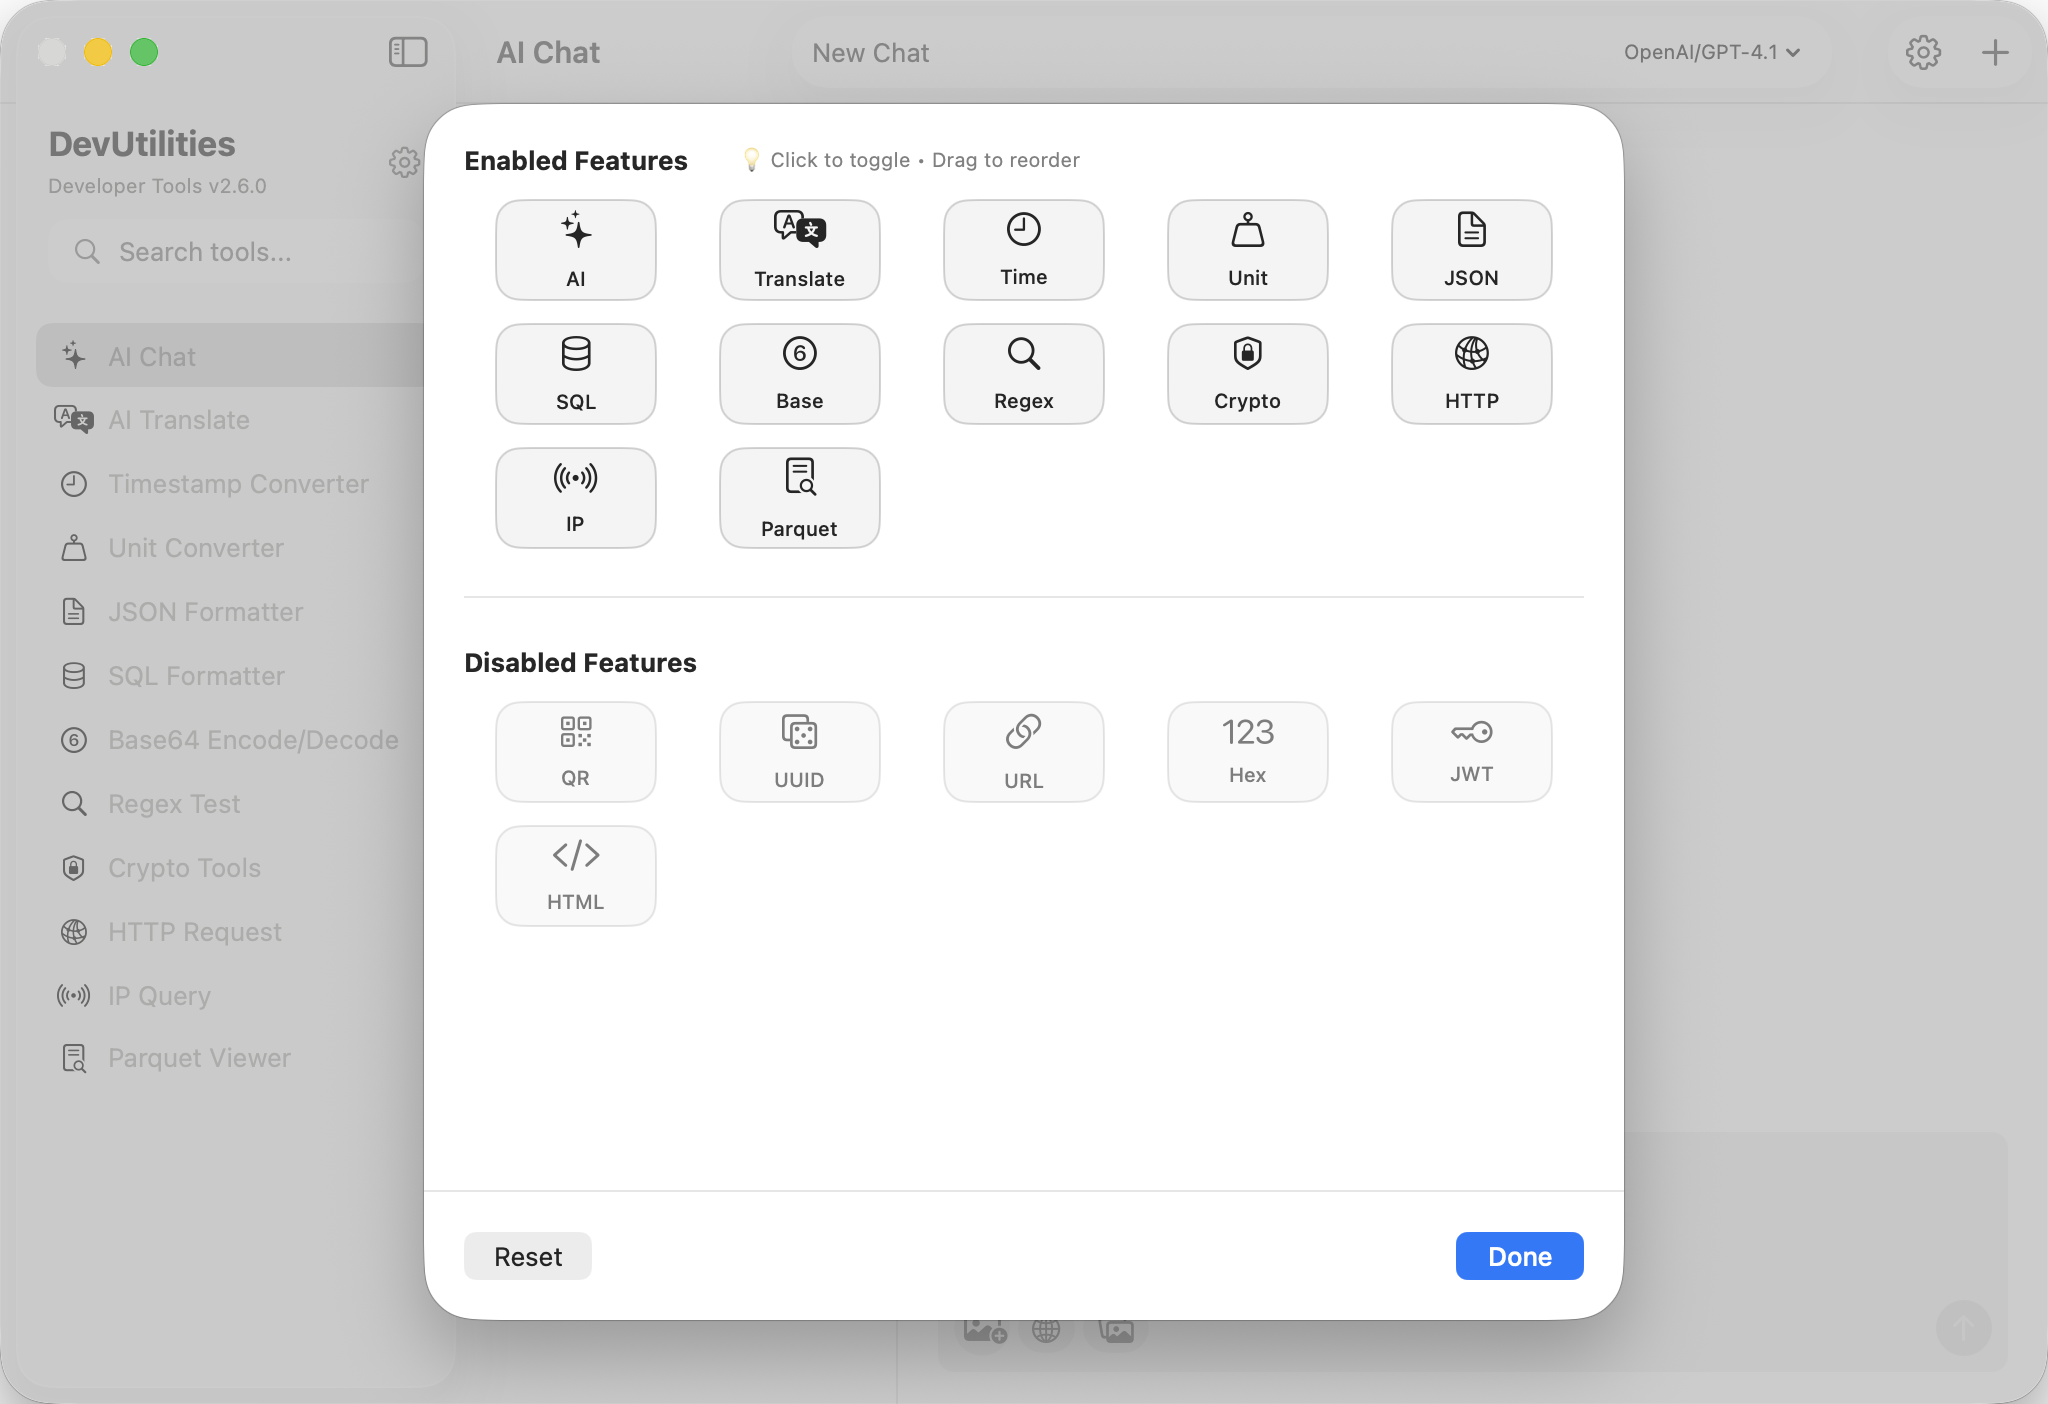 AI Chat
New Chat
OpenAI/GPT-4.1
DevUtilities
Developer Tools v2.6.0
Search tools...
AI Chat
AI Translate
Timestamp Converter
Unit Converter
JSON Formatter
SQL Formatter
Base64 Encode/Decode
Regex Test
Crypto Tools
HTTP Request
IP Query
Parquet Viewer
Enabled Features
Click to toggle • Drag to reorder
AI
Translate
Time
Unit
JSON
SQL
Base
Regex
Crypto
HTTP
IP
Parquet
Disabled Features
QR
UUID
URL
123
Hex
JWT
HTML
Reset
Done